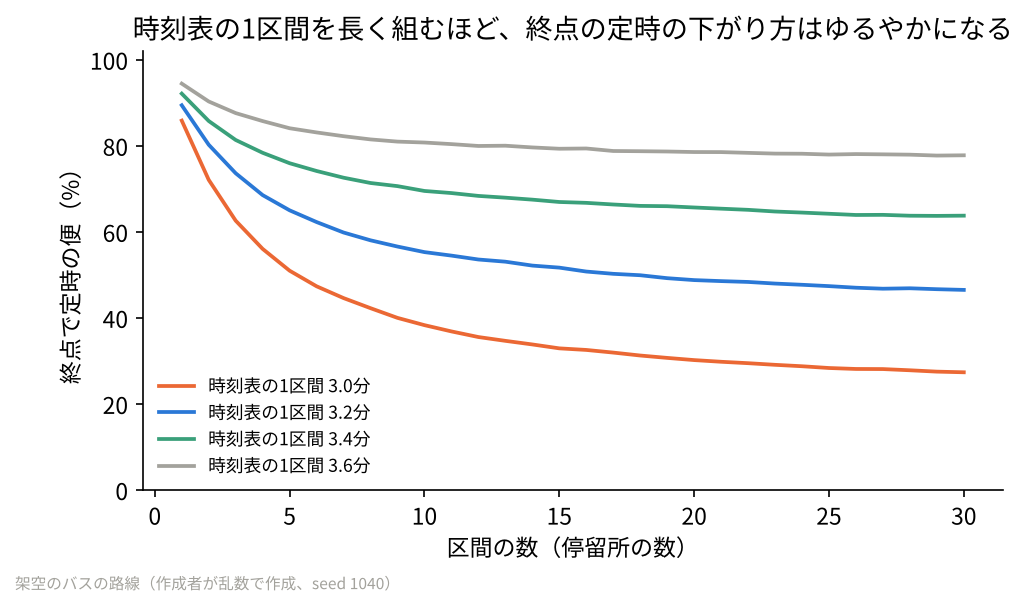 時刻表の1区間を長く組むほど、終点の定時の下がり方はゆるやかになる
終点で定時の便（%）
100
80
60
40
20
0
時刻表の1区間 3.0分
時刻表の1区間 3.2分
時刻表の1区間 3.4分
時刻表の1区間 3.6分
0 5 10 15 20 25 30
区間の数（停留所の数）
架空のバスの路線（作成者が乱数で作成、seed 1040）